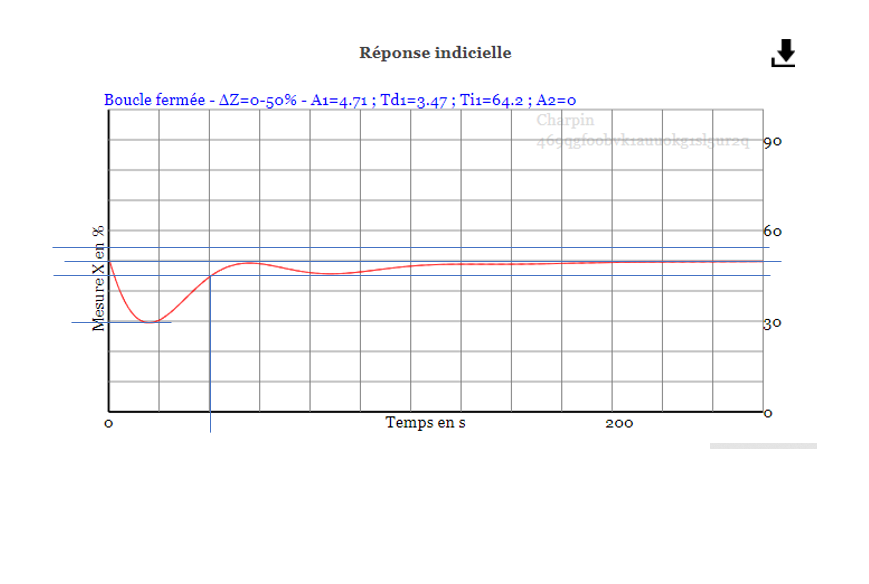 Réponse indicielle
Boucle fermée - ΔZ=0-50% - A1=4.71 ; Td1=3.47 ; Ti1=64.2 ; A2=0
Charpin
90
60
Mesure X en %
30
0
0
Temps en s
200